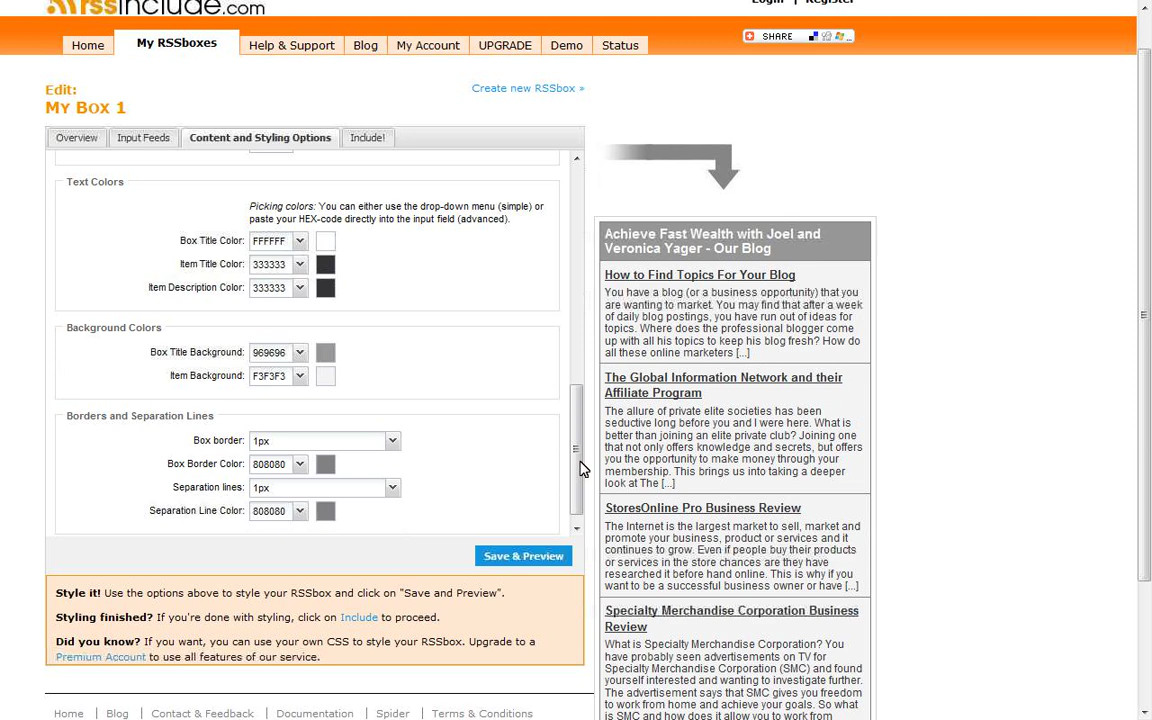 rssinclude.com
Login | Register
Home
My RSSboxes
Help & Support
Blog
My Account
UPGRADE
Demo
Status
SHARE
Edit:
My Box 1
Create new RSSbox »
Overview
Input Feeds
Content and Styling Options
Include!
Text Colors
Picking colors: You can either use the drop-down menu (simple) or
paste your HEX-code directly into the input field (advanced).
Box Title Color: FFFFFF
Item Title Color: 333333
Item Description Color: 333333
Background Colors
Box Title Background: 969696
Item Background: F3F3F3
Borders and Separation Lines
Box border: 1px
Box Border Color: 808080
Separation lines: 1px
Separation Line Color: 808080
Save & Preview
Style it! Use the options above to style your RSSbox and click on "Save and Preview".
Styling finished? If you're done with styling, click on Include to proceed.
Did you know? If you want, you can use your own CSS to style your RSSbox. Upgrade to a
Premium Account to use all features of our service.
Achieve Fast Wealth with Joel and
Veronica Yager - Our Blog
How to Find Topics For Your Blog
You have a blog (or a business opportunity) that you
are wanting to market. You may find that after a week
of daily blog postings, you have run out of ideas for
topics. Where does the professional blogger come
up with all his topics to keep his blog fresh? How do
all these online marketers [...]
The Global Information Network and their
Affiliate Program
The allure of private elite societies has been
seductive long before you and I were here. What is
better than joining an elite private club? Joining one
that not only offers knowledge and secrets, but offers
you the opportunity to make money through your
membership. This brings us into taking a deeper
look at The [...]
StoresOnline Pro Business Review
The Internet is the largest market to sell, market and
promote your business, product or services and it
continues to grow. Even if people buy their products
or services in the store chances are they have
researched it before hand online. This is why if you
want to be a successful business owner or have [...]
Specialty Merchandise Corporation Business
Review
What is Specialty Merchandise Corporation? You
have probably seen advertisements on TV for
Specialty Merchandise Corporation (SMC) and found
yourself interested and wanting to investigate further.
The advertisement says that SMC gives you freedom
to work from home and achieve your goals. So what
is SMC and how does it allow you to work from
Home | Blog | Contact & Feedback | Documentation | Spider | Terms & Conditions